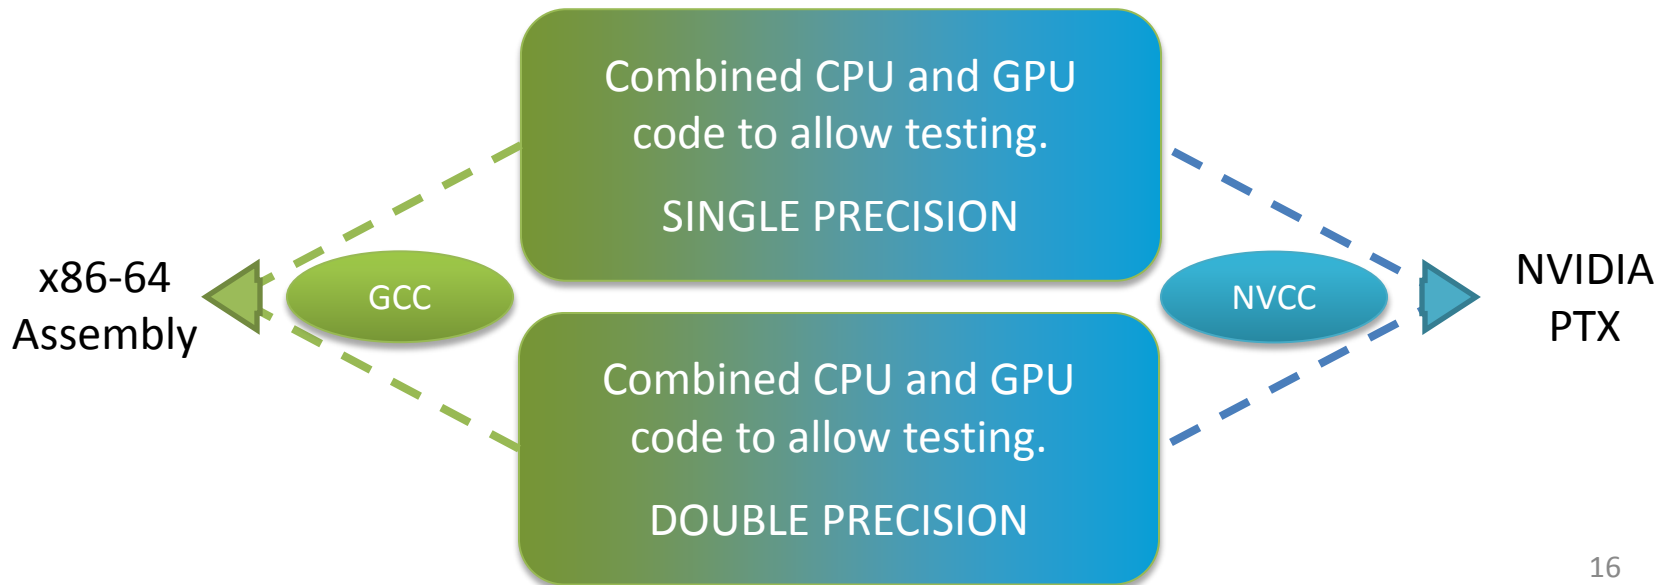 Combined CPU and GPU
code to allow testing.
SINGLE PRECISION
x86-64
Assembly
GCC
NVCC
NVIDIA
PTX
Combined CPU and GPU
code to allow testing.
DOUBLE PRECISION
16